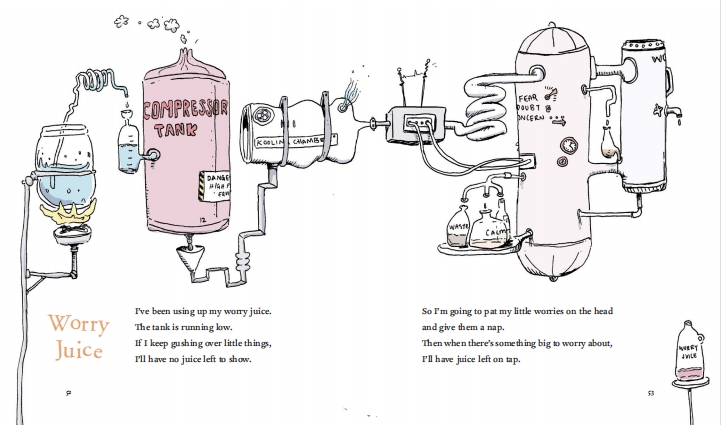 COMPRESSOR
TANK
DANGE
HIGH P
12
KOOLING CHAMBE
FEAR
DOUBT
ONCERN
WASTE
CALM
Worry
Juice
I've been using up my worry juice.
The tank is running low.
If I keep gushing over little things,
I'll have no juice left to show.
So I'm going to pat my little worries on the head
and give them a nap.
Then when there's something big to worry about,
I'll have juice left on tap.
WORRY
JUICE
53